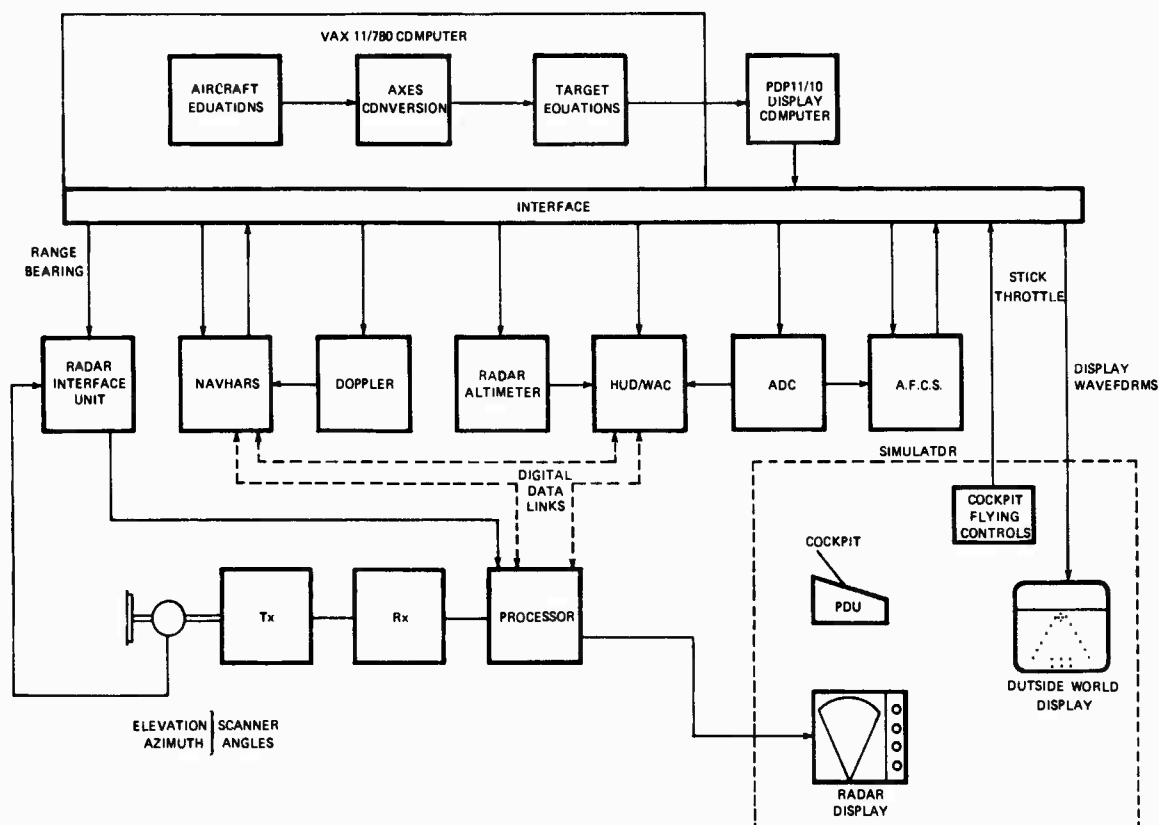 VAX 11/780 CDMPUTER
AIRCRAFT
EDUATIDNS
AXES
CDNVERSION
TARGET
EQUATIONS
PDP11/10
DISPLAY
CDMPUTER
INTERFACE
RANGE
BEARING
STICK
THROTTLE
RADAR
INTERFACE
UNIT
NAVHARS
DOPPLER
RADAR
ALTIMETER
HUD/WAC
ADC
A.F.C.S.
DISPLAY
WAVEFDRMS
SIMULATDR
DIGITAL
DATA
LINKS
COCKPIT
FLYING
CONTROLS
COCKPIT
PDU
Tx
Rx
PROCESSOR
DUTSIDE WORLD
DISPLAY
ELEVATION
AZIMUTH
SCANNER
ANGLES
RADAR
DISPLAY